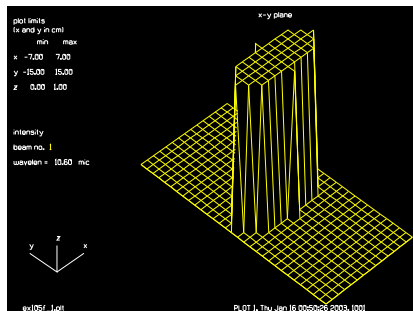 x-y plane
plot limits
(x and y in cm)
min max
x -7.00 7.00
y -15.00 15.00
z 0.00 1.00
intensity
beam no. 1
wavelen = 10.60 mic
z
y x
ex105f_1.plt PLOT 1, Thu Jan 16 00:50:26 2003, 1001